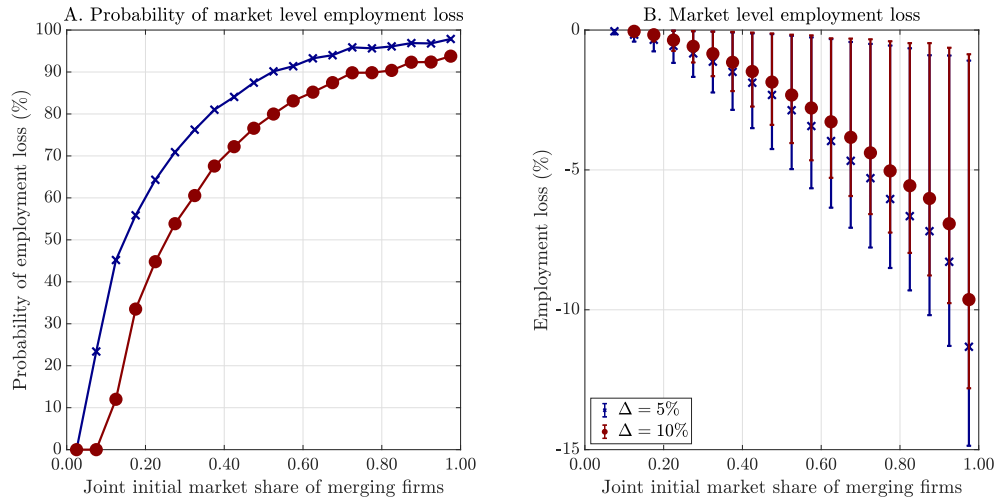 A. Probability of market level employment loss
Probability of employment loss (%)
100
90
80
70
60
50
40
30
20
10
0
0.00 0.20 0.40 0.60 0.80 1.00
Joint initial market share of merging firms
B. Market level employment loss
Employment loss (%)
0
-5
-10
-15
Δ = 5%
Δ = 10%
0.00 0.20 0.40 0.60 0.80 1.00
Joint initial market share of merging firms